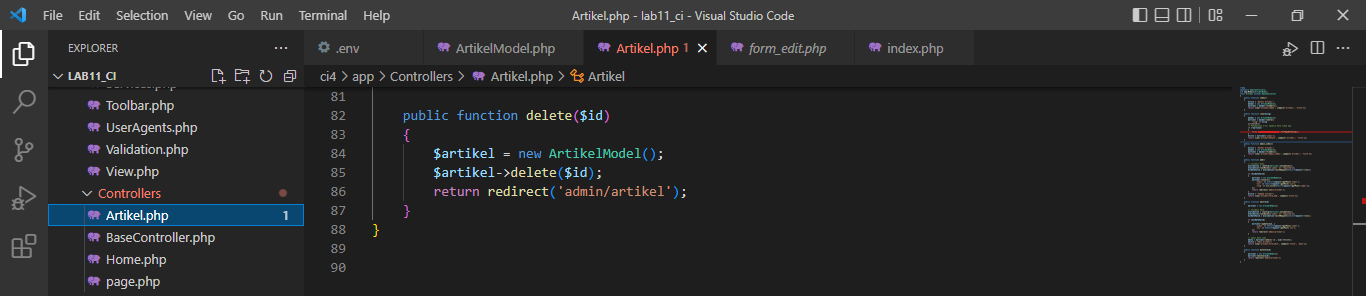 File Edit Selection View Go Run Terminal Help
Artikel.php - lab11_ci - Visual Studio Code
EXPLORER
LAB11_CI
Toolbar.php
UserAgents.php
Validation.php
View.php
Controllers
Artikel.php 1
BaseController.php
Home.php
page.php
.env
ArtikelModel.php
Artikel.php 1
form_edit.php
index.php
ci4 > app > Controllers > Artikel.php > Artikel
81
82 public function delete($id)
83 {
84 $artikel = new ArtikelModel();
85 $artikel->delete($id);
86 return redirect('admin/artikel');
87 }
88 }
89
90